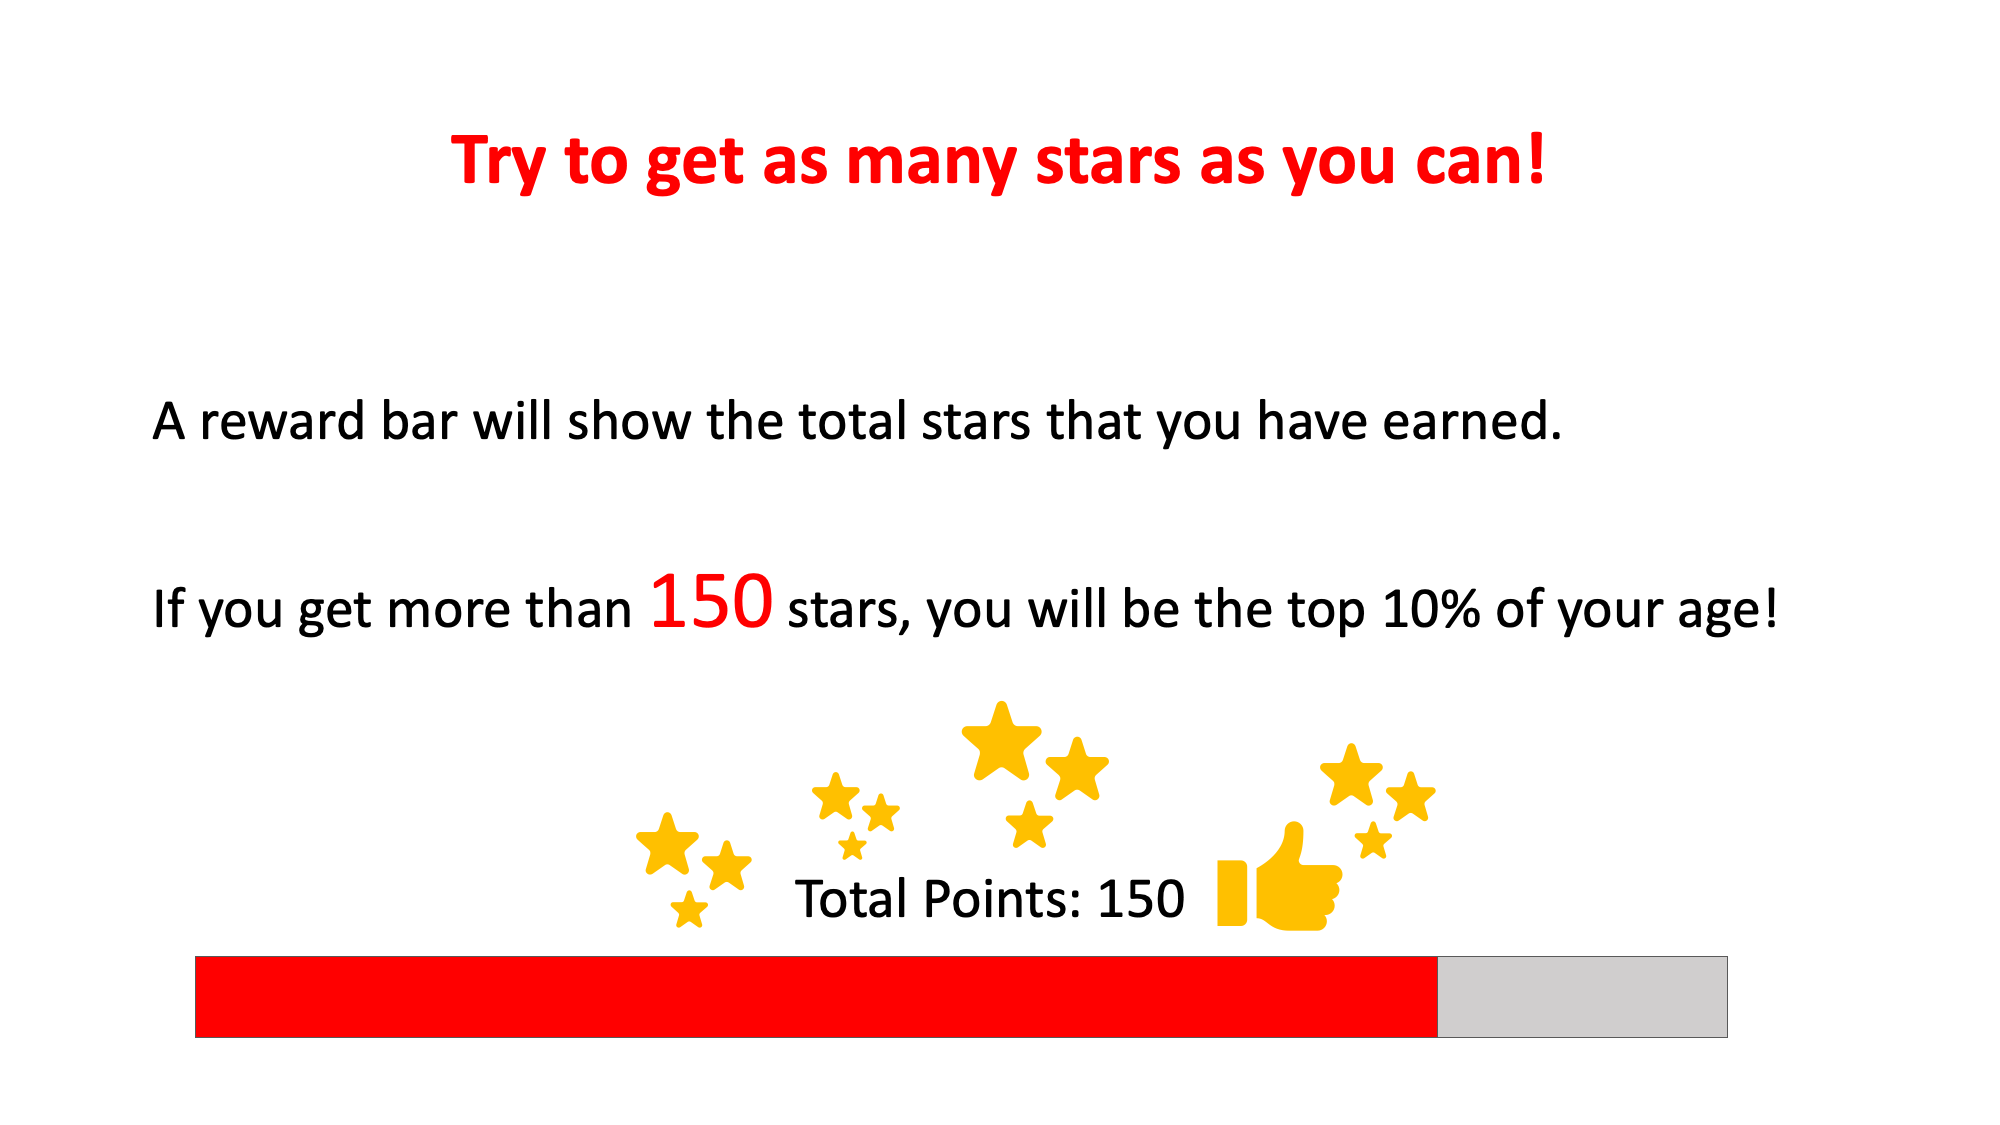 Try to get as many stars as you can!
A reward bar will show the total stars that you have earned.
If you get more than 150 stars, you will be the top 10% of your age!
Total Points: 150